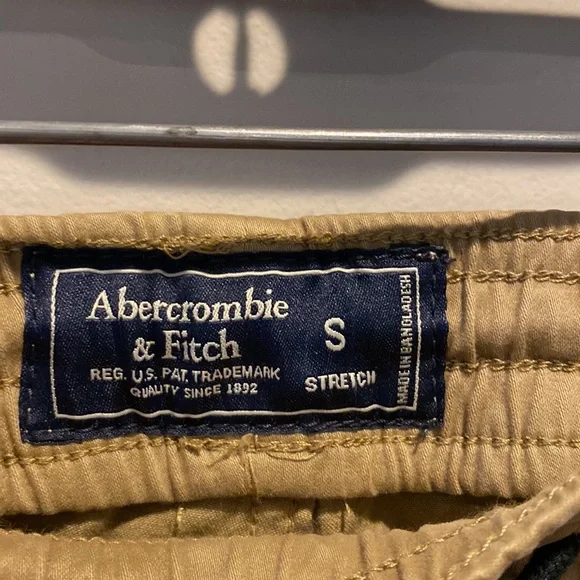 Abercrombie
& Fitch
REG. U.S. PAT. TRADEMARK
QUALITY SINCE 1892
S
STRETCH
MADE IN BANGLADESH